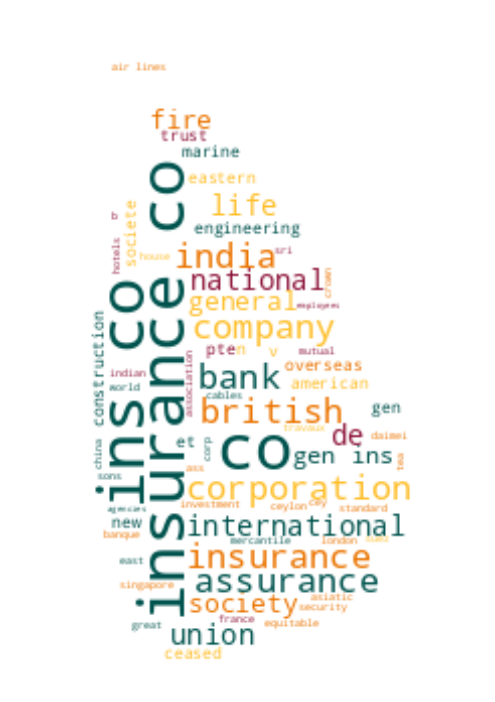 air lines
fire
trust
marine
insurance co
eastern
life
b
societe
engineering
hotels
house
india
sri
national
crown
ins co
general
employees
construction
company
pte
n
v
mutual
association
overseas
indian
bank
world
american
cables
british
gen
travaux
de
daimei
et
corp
co
china
gen ins
tea
ass
sons
corporation
investment
ceylon
cey
standard
agencies
new
international
banque
mercantile
london
east
insurance
assurance
singapore
society
asiatic
security
france
great
equitable
union
ceased